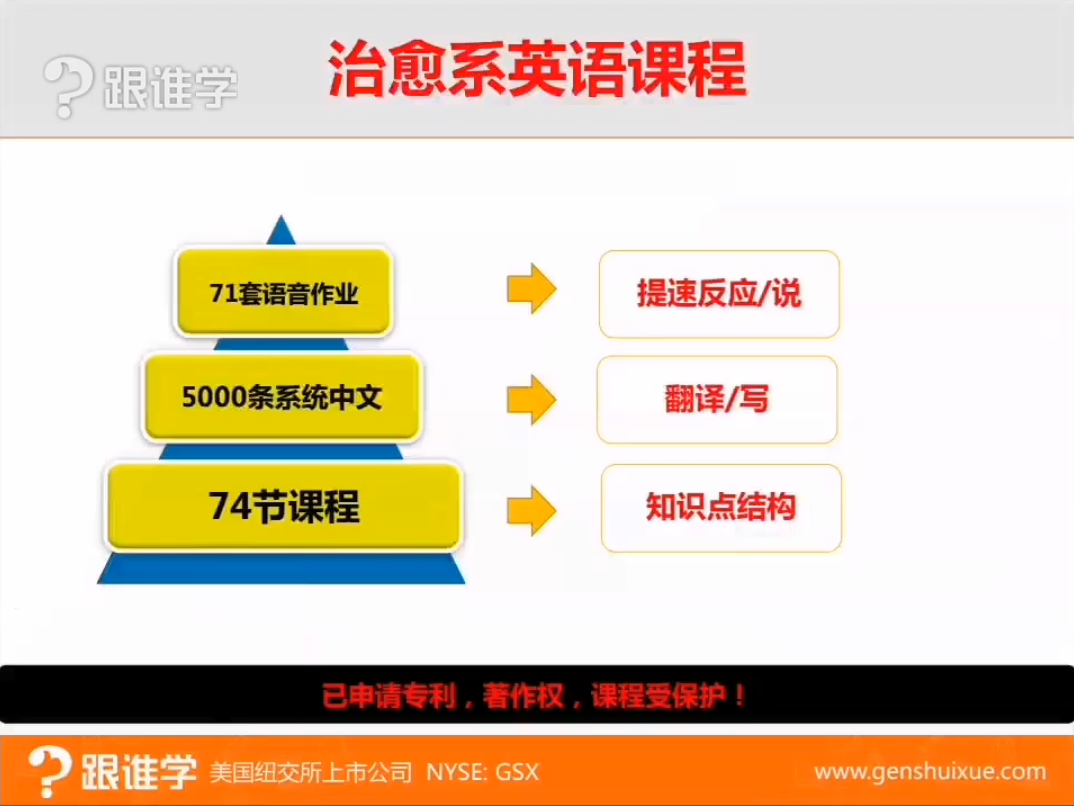 跟谁学
治愈系英语课程
71套语音作业
提速反应/说
5000条系统中文
翻译/写
74节课程
知识点结构
已申请专利，著作权，课程受保护！
跟谁学 美国纽交所上市公司 NYSE: GSX
www.genshuixue.com